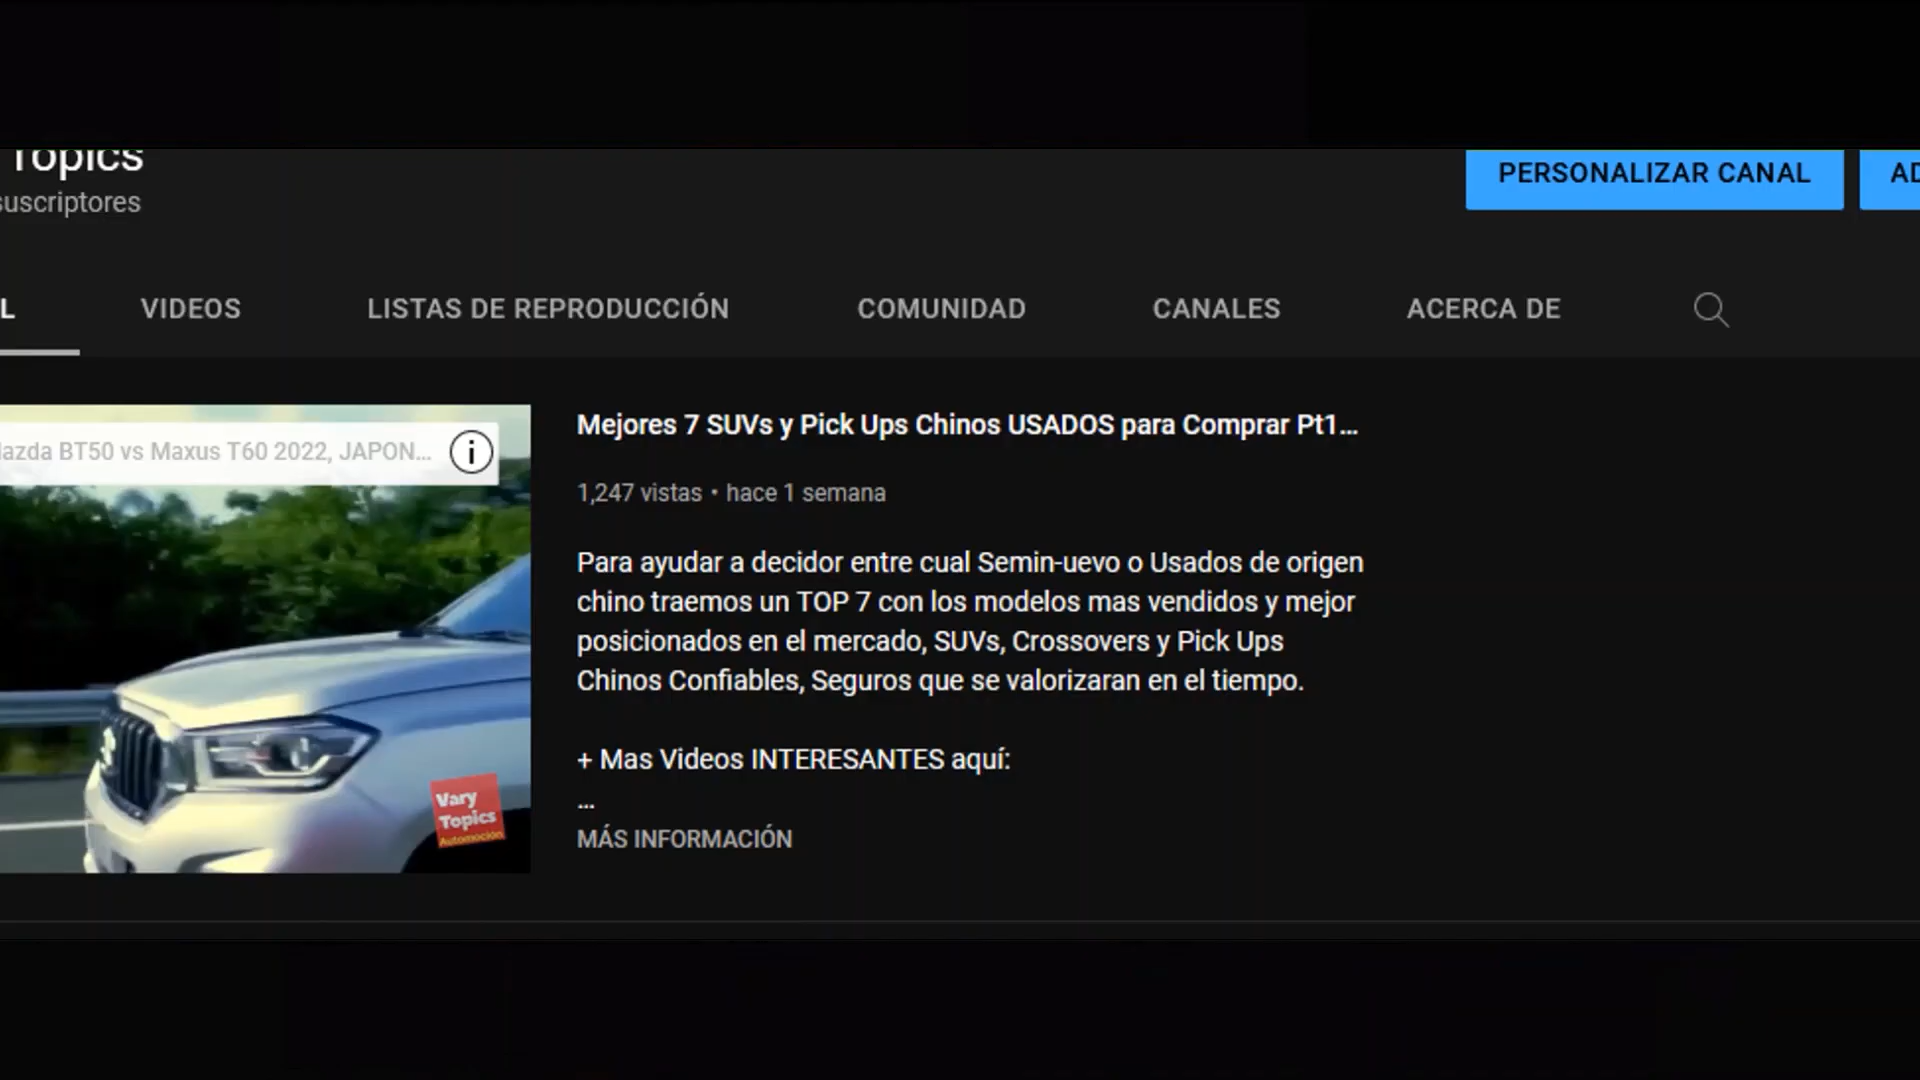 Topics
suscriptores
PERSONALIZAR CANAL
AD
L
VIDEOS
LISTAS DE REPRODUCCIÓN
COMUNIDAD
CANALES
ACERCA DE
azda BT50 vs Maxus T60 2022, JAPON...
Mejores 7 SUVs y Pick Ups Chinos USADOS para Comprar Pt1...
1,247 vistas • hace 1 semana
Para ayudar a decidor entre cual Semin-uevo o Usados de origen
chino traemos un TOP 7 con los modelos mas vendidos y mejor
posicionados en el mercado, SUVs, Crossovers y Pick Ups
Chinos Confiables, Seguros que se valorizaran en el tiempo.
+ Mas Videos INTERESANTES aquí:
...
MÁS INFORMACIÓN
Vary
Topics
Automoción